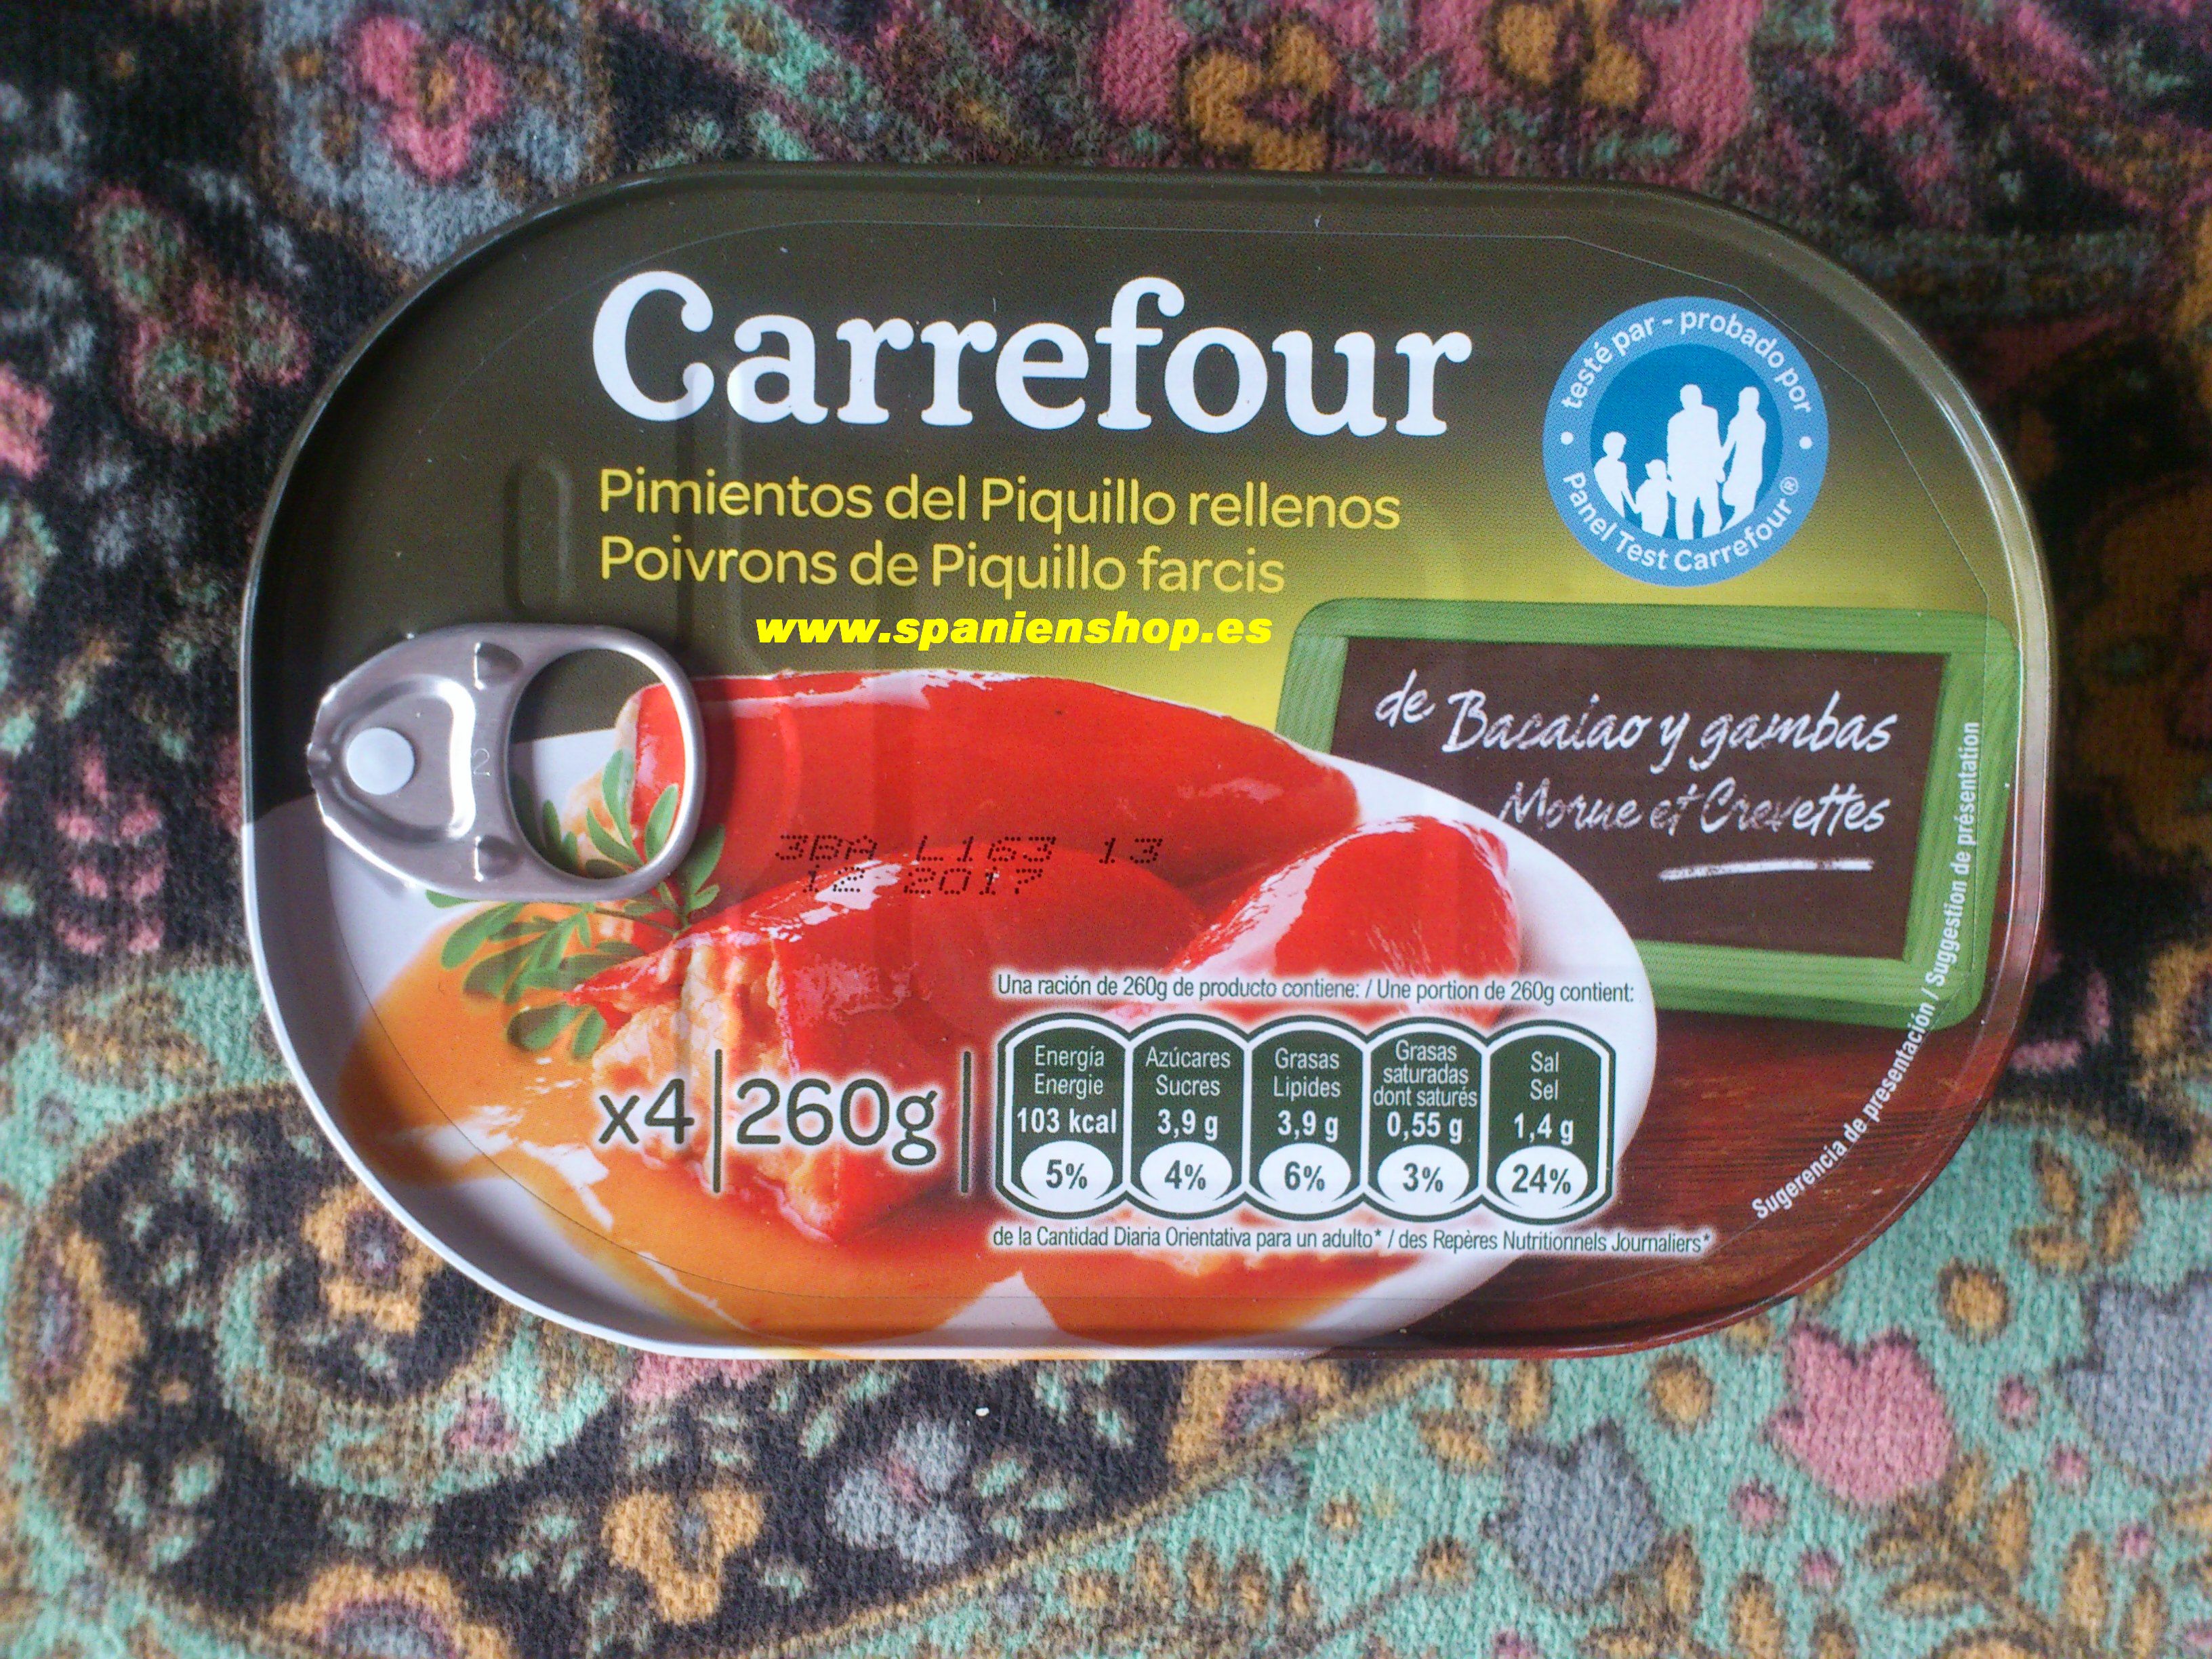 Carrefour
testé par - probado por
Panel Test Carrefour®
Pimientos del Piquillo rellenos
Poivrons de Piquillo farcis
www.spanienshop.es
de Bacalao y gambas
Morue et Crevettes
2
3BA L163 13
12 2017
Una ración de 260g de producto contiene: / Une portion de 260g contient:
x4 | 260g |
Energía Energie 103 kcal 5%
Azúcares Sucres 3,9 g 4%
Grasas Lipides 3,9 g 6%
Grasas saturadas dont saturés 0,55 g 3%
Sal Sel 1,4 g 24%
de la Cantidad Diaria Orientativa para un adulto* / des Repères Nutritionnels Journaliers*
Sugerencia de presentación / Suggestion de présentation